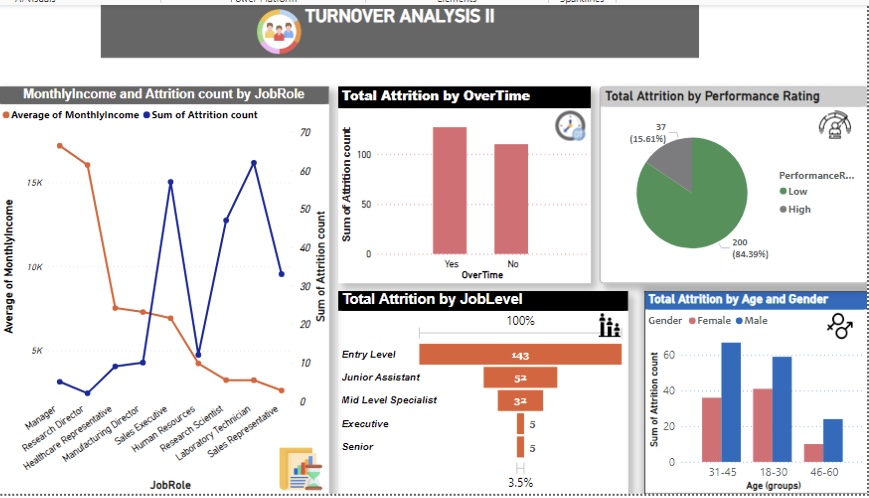 TURNOVER ANALYSIS II
MonthlyIncome and Attrition count by JobRole
Average of MonthlyIncome Sum of Attrition count
Average of MonthlyIncome
15K
10K
5K
70
60
50
40
30
20
10
0
Sum of Attrition count
Manager
Research Director
Healthcare Representative
Manufacturing Director
Sales Executive
Human Resources
Research Scientist
Laboratory Technician
Sales Representative
JobRole
Total Attrition by OverTime
Sum of Attrition count
100
50
0
Yes No
OverTime
Total Attrition by Performance Rating
37
(15.61%)
200
(84.39%)
PerformanceR...
Low
High
Total Attrition by JobLevel
100%
Entry Level 143
Junior Assistant 52
Mid Level Specialist 32
Executive 5
Senior 5
3.5%
Total Attrition by Age and Gender
Gender Female Male
Sum of Attrition count
60
40
20
0
31-45 18-30 46-60
Age (groups)